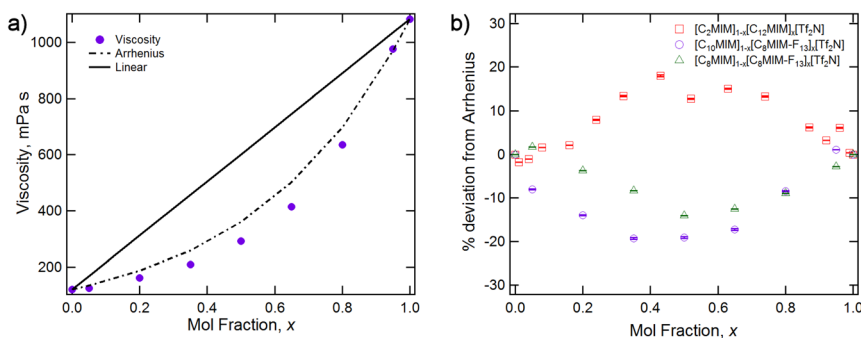 a)
Viscosity
Arrhenius
Linear
Viscosity, mPa s
1000
800
600
400
200
0.0 0.2 0.4 0.6 0.8 1.0
Mol Fraction, x
b)
[C₂MIM]₁₋ₓ[C₁₂MIM]ₓ[Tf₂N]
[C₁₀MIM]₁₋ₓ[C₈MIM-F₁₃]ₓ[Tf₂N]
[C₈MIM]₁₋ₓ[C₈MIM-F₁₃]ₓ[Tf₂N]
% deviation from Arrhenius
30
20
10
0
-10
-20
-30
0.0 0.2 0.4 0.6 0.8 1.0
Mol Fraction, x